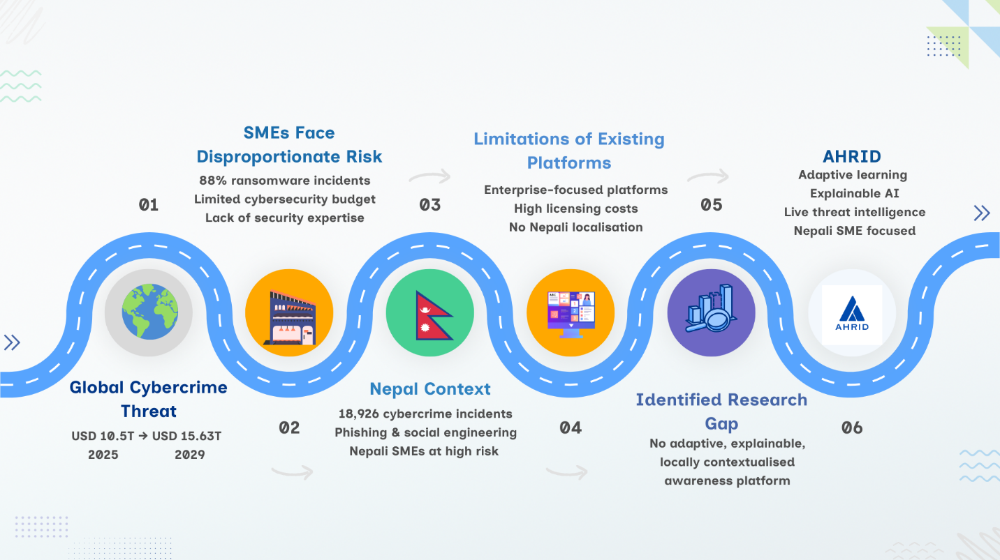 01
Global Cybercrime
Threat
USD 10.5T → USD 15.63T
2025 2029
SMEs Face
Disproportionate Risk
88% ransomware incidents
Limited cybersecurity budget
Lack of security expertise
02
03
Nepal Context
18,926 cybercrime incidents
Phishing & social engineering
Nepali SMEs at high risk
Limitations of Existing
Platforms
Enterprise-focused platforms
High licensing costs
No Nepali localisation
04
05
Identified Research
Gap
No adaptive, explainable,
locally contextualised
awareness platform
AHRID
Adaptive learning
Explainable AI
Live threat intelligence
Nepali SME focused
AHRID
06